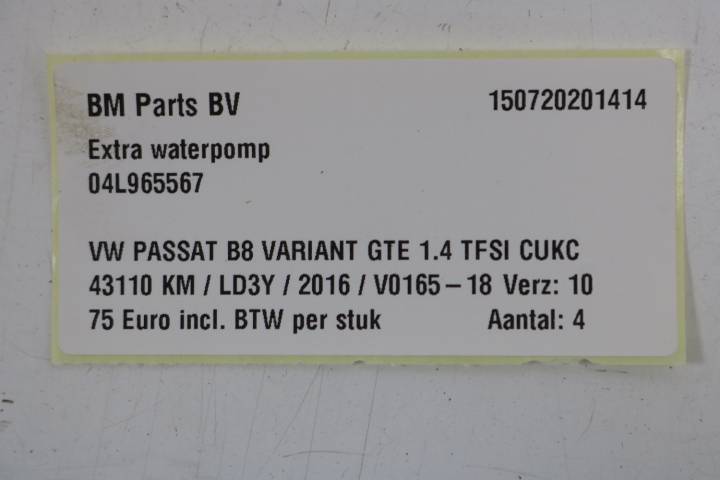 BM Parts BV 150720201414
Extra waterpomp
04L965567
VW PASSAT B8 VARIANT GTE 1.4 TFSI CUKC
43110 KM / LD3Y / 2016 / V0165-18 Verz: 10
75 Euro incl. BTW per stuk Aantal: 4